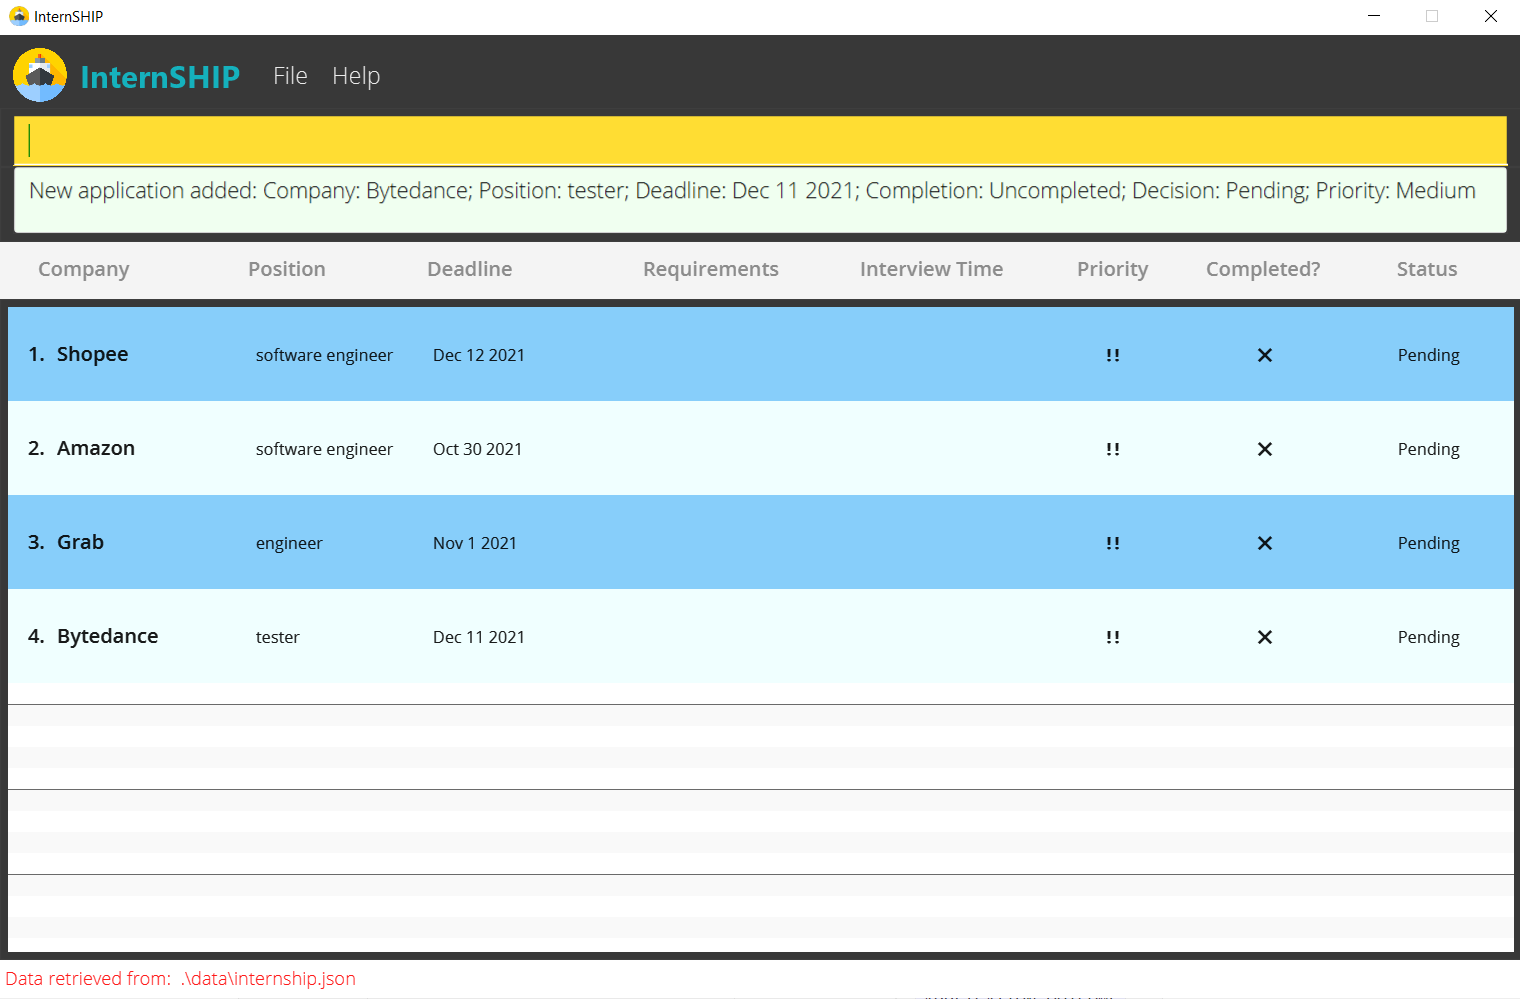 InternSHIP
InternSHIP File Help
New application added: Company: Bytedance; Position: tester; Deadline: Dec 11 2021; Completion: Uncompleted; Decision: Pending; Priority: Medium
Company Position Deadline Requirements Interview Time Priority Completed? Status
1. Shopee software engineer Dec 12 2021 !! ✕ Pending
2. Amazon software engineer Oct 30 2021 !! ✕ Pending
3. Grab engineer Nov 1 2021 !! ✕ Pending
4. Bytedance tester Dec 11 2021 !! ✕ Pending
Data retrieved from: .\data\internship.json